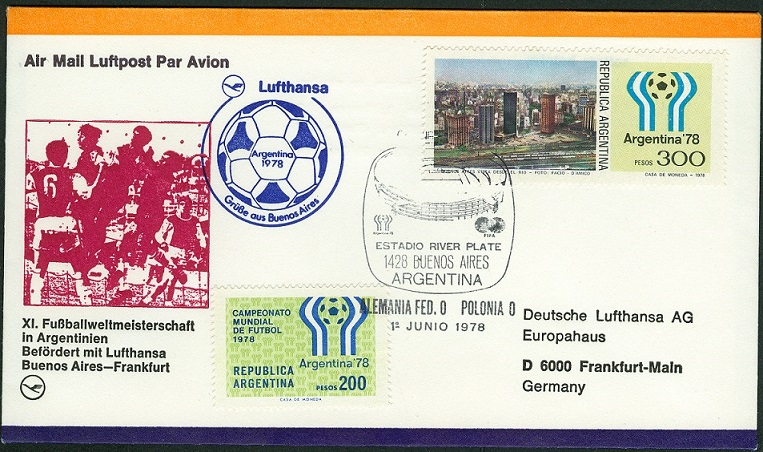 Air Mail Luftpost Par Avion
Lufthansa
Argentina
1978
Grüße aus Buenos Aires
6
XI. Fußballweltmeisterschaft
in Argentinien
Befördert mit Lufthansa
Buenos Aires—Frankfurt
REPUBLICA ARGENTINA
Argentina '78
PESOS 300
CASA DE MONEDA - 1978
FIFA
ESTADIO RIVER PLATE
1428 BUENOS AIRES
ARGENTINA
ALEMANIA FED. 0 POLONIA 0
1º JUNIO 1978
CAMPEONATO
MUNDIAL
DE FUTBOL
1978
Argentina '78
REPUBLICA
ARGENTINA
PESOS 200
CASA DE MONEDA
Deutsche Lufthansa AG
Europahaus
D 6000 Frankfurt-Main
Germany